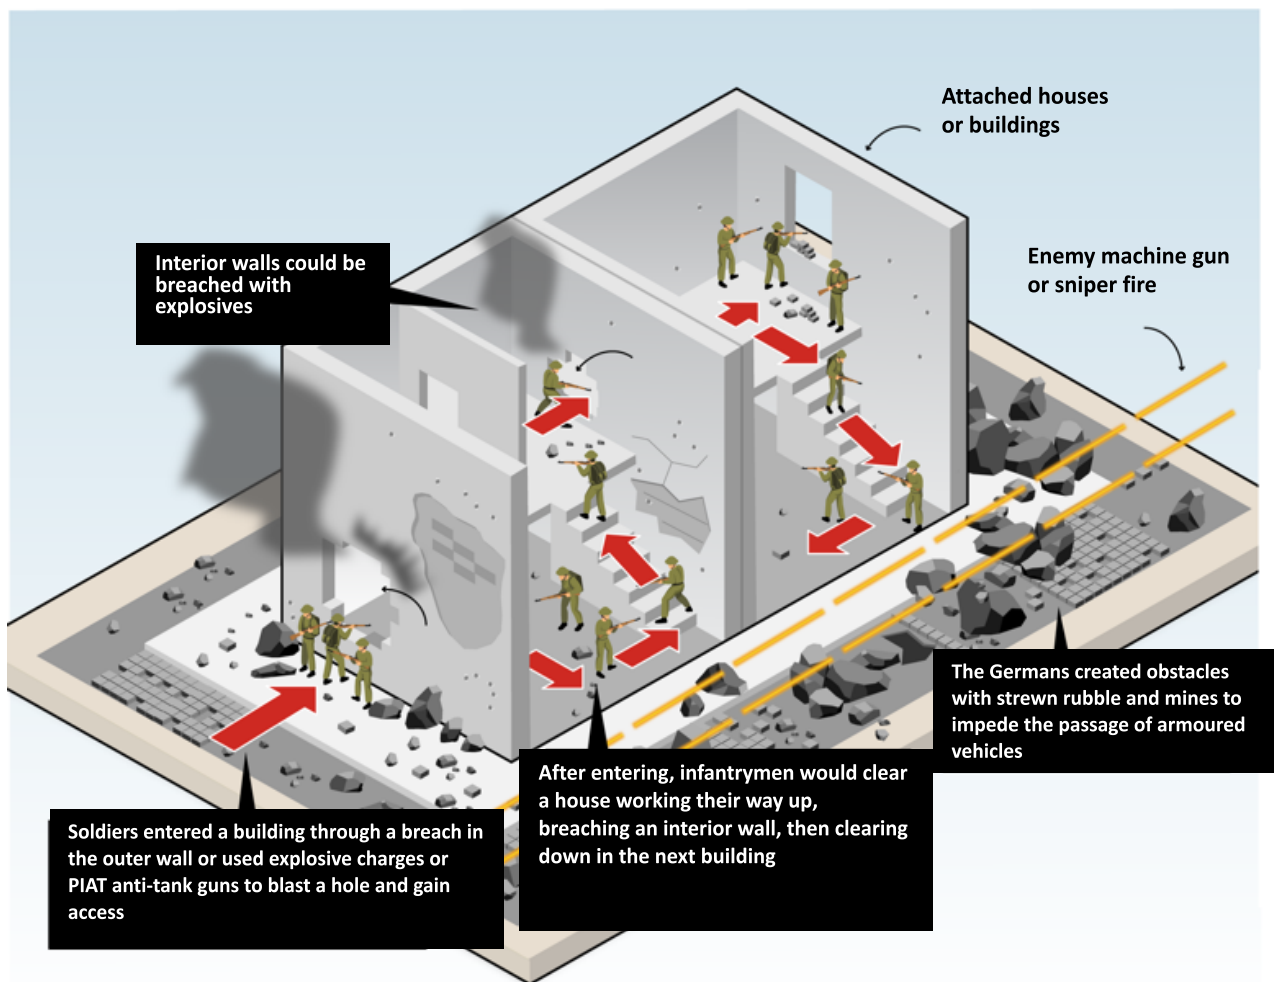 Attached houses
or buildings
Interior walls could be
breached with
explosives
Enemy machine gun
or sniper fire
The Germans created obstacles
with strewn rubble and mines to
impede the passage of armoured
vehicles
After entering, infantrymen would clear
a house working their way up,
breaching an interior wall, then clearing
down in the next building
Soldiers entered a building through a breach in
the outer wall or used explosive charges or
PIAT anti-tank guns to blast a hole and gain
access